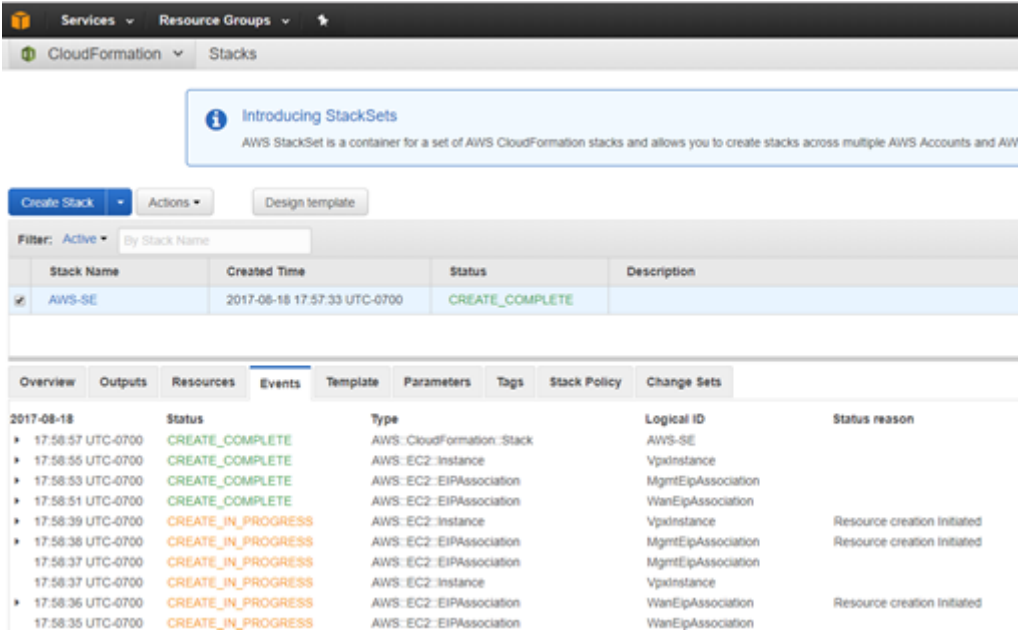 Services Resource Groups
CloudFormation Stacks
Introducing StackSets
AWS StackSet is a container for a set of AWS CloudFormation stacks and allows you to create stacks across multiple AWS Accounts and AW
Create Stack Actions Design template
Filter: Active By Stack Name
Stack Name Created Time Status Description
AWS-SE 2017-08-18 17:57:33 UTC-0700 CREATE_COMPLETE
Overview Outputs Resources Events Template Parameters Tags Stack Policy Change Sets
2017-08-18 Status Type Logical ID Status reason
17:58:57 UTC-0700 CREATE_COMPLETE AWS::CloudFormation::Stack AWS-SE
17:58:55 UTC-0700 CREATE_COMPLETE AWS::EC2::Instance VpxInstance
17:58:53 UTC-0700 CREATE_COMPLETE AWS::EC2::EIPAssociation MgmtEipAssociation
17:58:51 UTC-0700 CREATE_COMPLETE AWS::EC2::EIPAssociation WanEipAssociation
17:58:39 UTC-0700 CREATE_IN_PROGRESS AWS::EC2::Instance VpxInstance Resource creation Initiated
17:58:38 UTC-0700 CREATE_IN_PROGRESS AWS::EC2::EIPAssociation MgmtEipAssociation Resource creation Initiated
17:58:37 UTC-0700 CREATE_IN_PROGRESS AWS::EC2::EIPAssociation MgmtEipAssociation
17:58:37 UTC-0700 CREATE_IN_PROGRESS AWS::EC2::Instance VpxInstance
17:58:36 UTC-0700 CREATE_IN_PROGRESS AWS::EC2::EIPAssociation WanEipAssociation Resource creation Initiated
17:58:35 UTC-0700 CREATE_IN_PROGRESS AWS::EC2::EIPAssociation WanEipAssociation